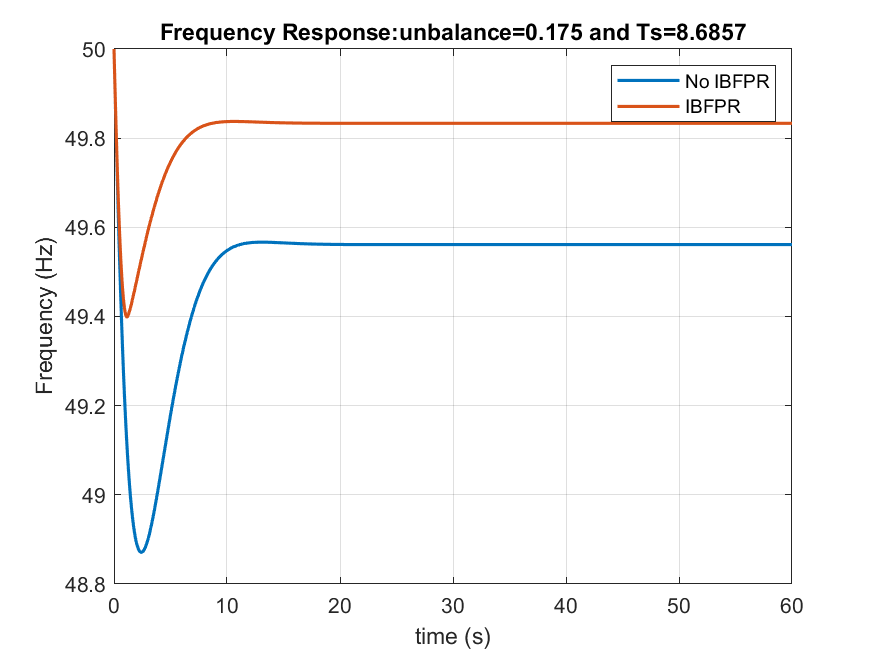 Frequency Response:unbalance=0.175 and Ts=8.6857
50
49.8
49.6
49.4
49.2
49
48.8
Frequency (Hz)
No IBFPR
IBFPR
0 10 20 30 40 50 60
time (s)